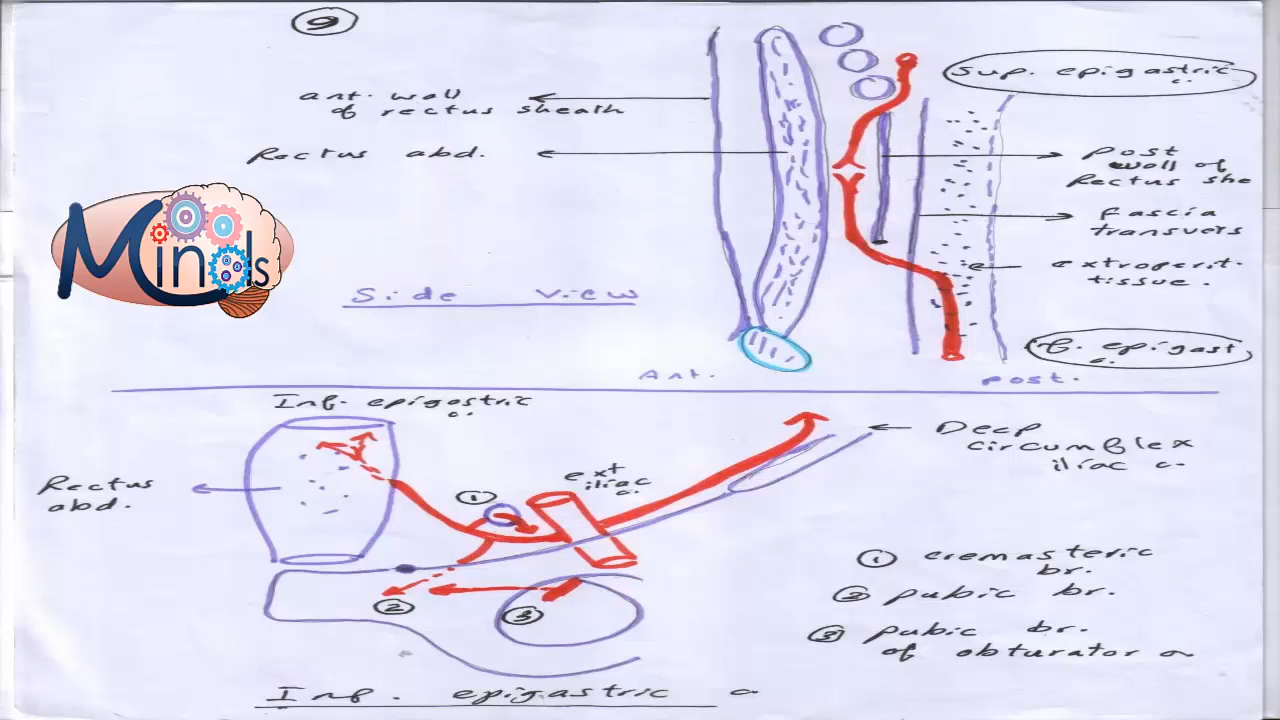 9
Sup. epigastric
a.
ant. wall
of rectus sheath
Rectus abd.
Post
wall of
Rectus she
fascia
transvers
extraperit.
tissue.
Minds
Side View
f. epigast
a.
Ant.
Post.
Inf. epigastric
a.
Deep
circumflex
iliac a.
ext
iliac
a.
Rectus
abd.
1
1 cremasteric
br.
2 pubic br.
2
3
3 pubic br.
of obturator a
Inf. epigastric a